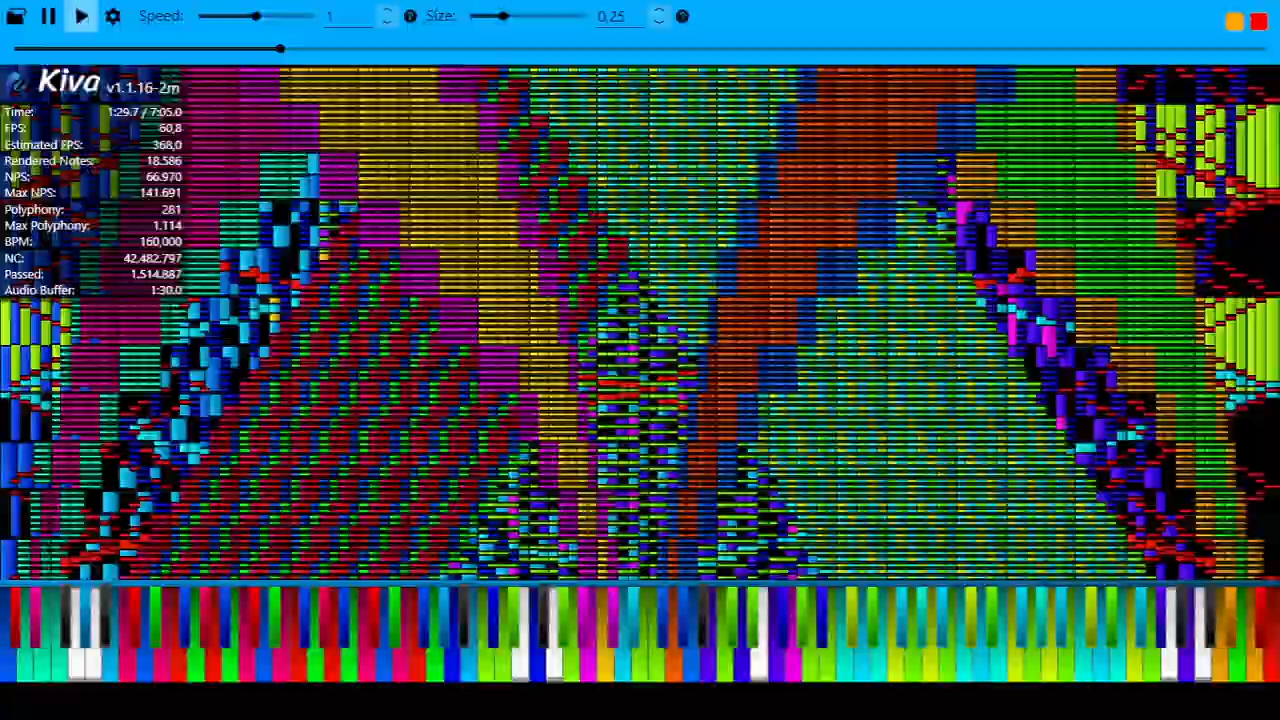 Speed: 1 Size: 0,25
Kiva v1.1.16-2m
Time: 1:29.7 / 7:05.0
FPS: 60,8
Estimated FPS: 368,0
Rendered Notes: 18.586
NPS: 66.970
Max NPS: 141.691
Polyphony: 281
Max Polyphony: 1.114
BPM: 160,000
NC: 42.482.797
Passed: 1.514.887
Audio Buffer: 1:30.0